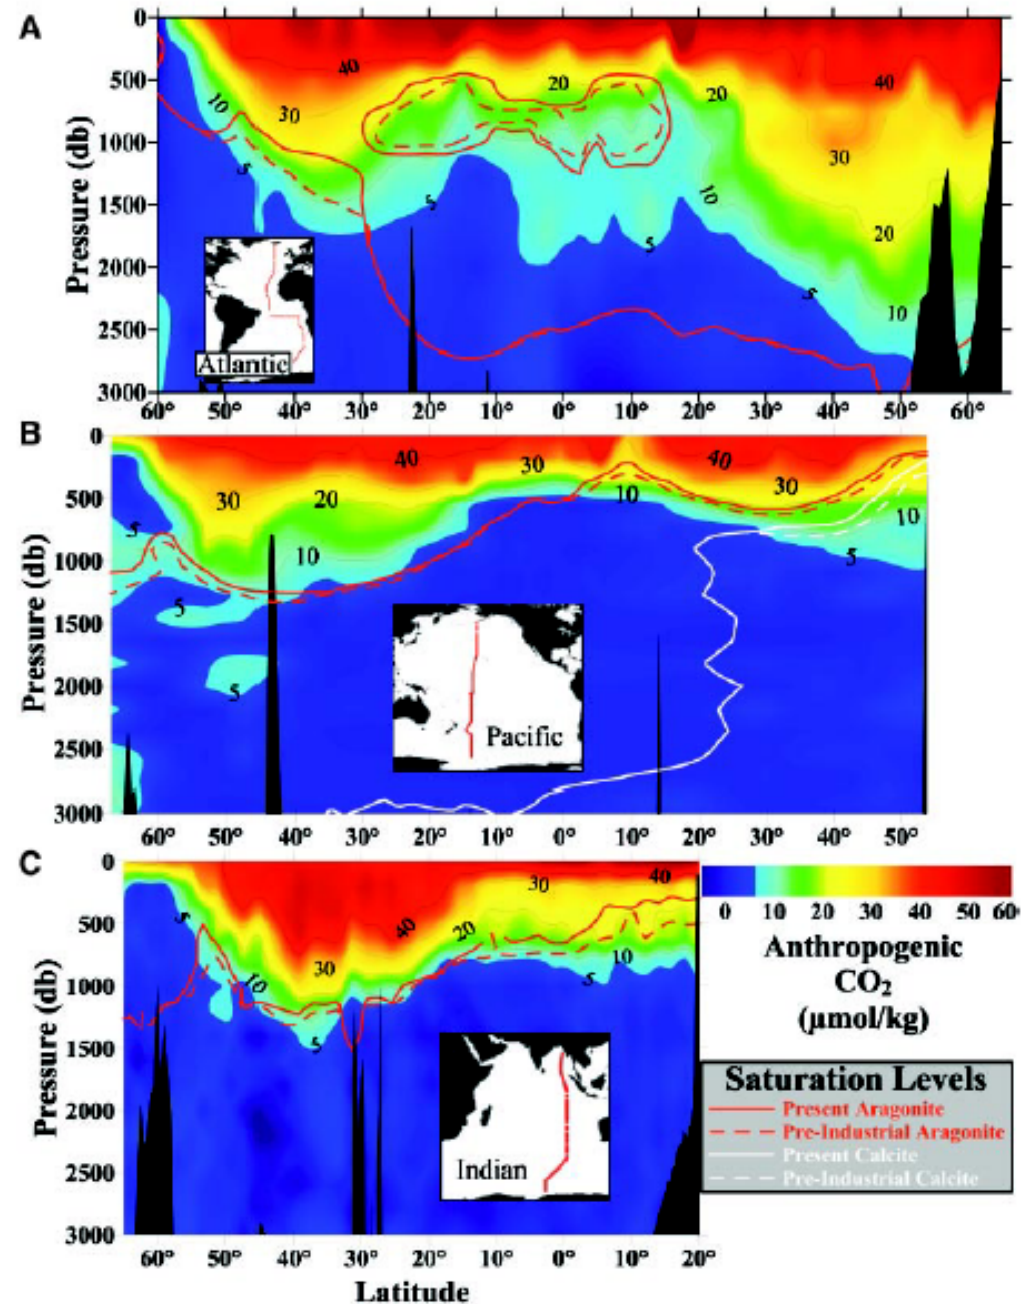 A
0
500
1000
1500
2000
2500
3000
Pressure (db)
40
30
10
5
20
20
40
30
10
5
5
20
5
10
Atlantic
60° 50° 40° 30° 20° 10° 0° 10° 20° 30° 40° 50° 60°
B
0
500
1000
1500
2000
2500
3000
Pressure (db)
40
30
40
30
20
30
10
10
5
10
5
5
5
Pacific
60° 50° 40° 30° 20° 10° 0° 10° 20° 30° 40° 50°
C
0
500
1000
1500
2000
2500
3000
Pressure (db)
30
40
5
40
20
30
10
10
5
5
Indian
60° 50° 40° 30° 20° 10° 0° 10° 20°
Latitude
0 10 20 30 40 50 60
Anthropogenic
CO₂
(µmol/kg)
Saturation Levels
Present Aragonite
Pre-Industrial Aragonite
Present Calcite
Pre-Industrial Calcite